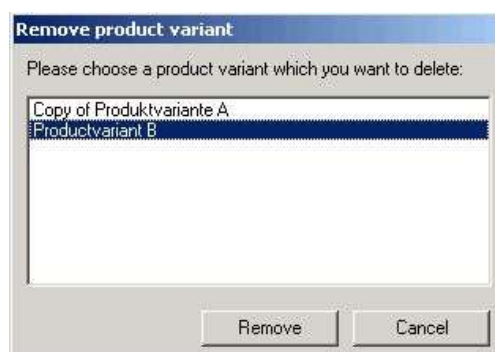 Remove product variant
Please choose a product variant which you want to delete:
Copy of Produktvariante A
Productvariant B
Remove
Cancel